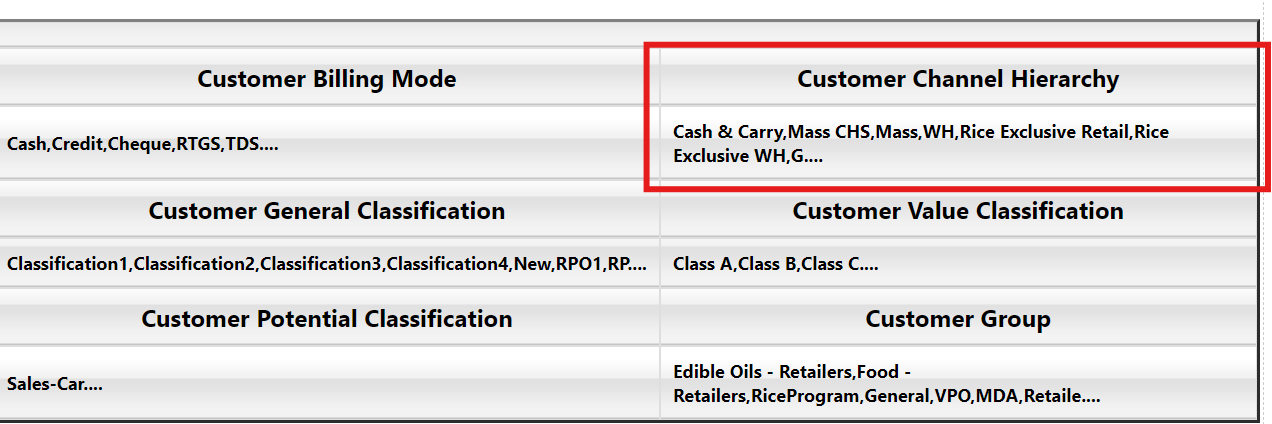 Customer Billing Mode
Customer Channel Hierarchy
Cash,Credit,Cheque,RTGS,TDS....
Cash & Carry,Mass CHS,Mass,WH,Rice Exclusive Retail,Rice
Exclusive WH,G....
Customer General Classification
Customer Value Classification
Classification1,Classification2,Classification3,Classification4,New,RPO1,RP....
Class A,Class B,Class C....
Customer Potential Classification
Customer Group
Sales-Car....
Edible Oils - Retailers,Food -
Retailers,RiceProgram,General,VPO,MDA,Retaile....